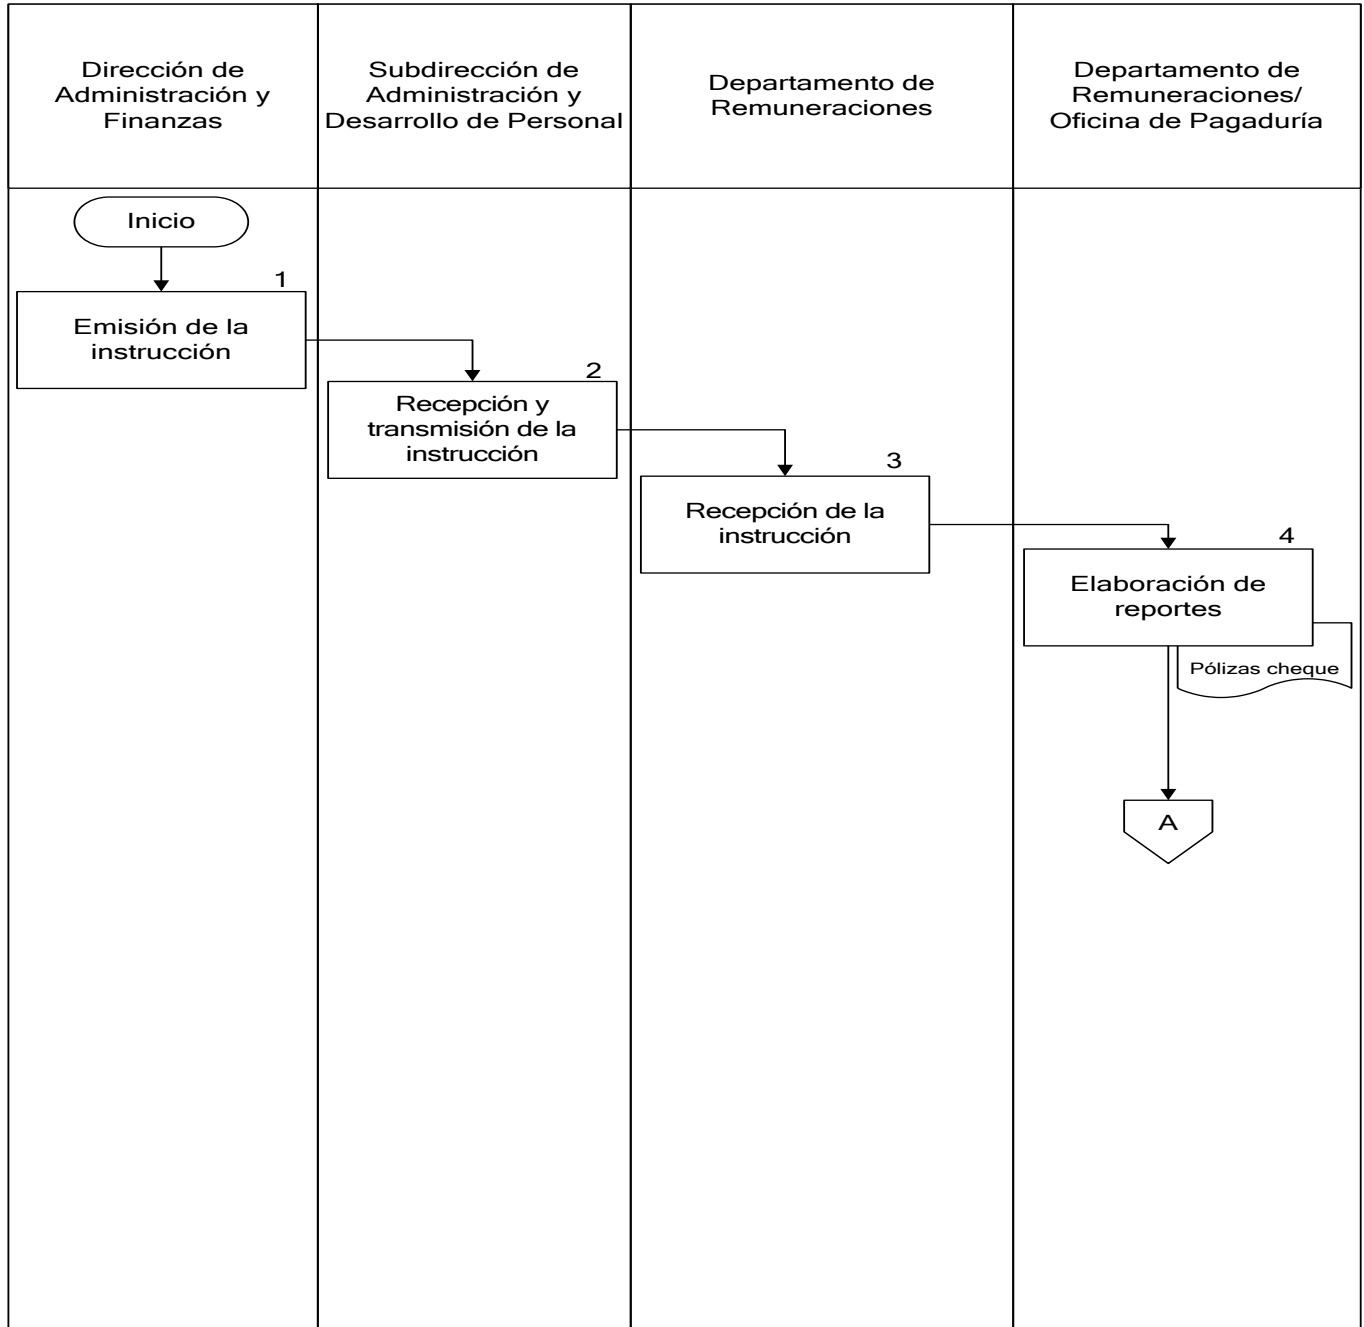 Dirección de
Administración y
Finanzas
Subdirección de
Administración y
Desarrollo de Personal
Departamento de
Remuneraciones
Departamento de
Remuneraciones/
Oficina de Pagaduría
Inicio
1
Emisión de la
instrucción
2
Recepción y
transmisión de la
instrucción
3
Recepción de la
instrucción
4
Elaboración de
reportes
Pólizas cheque
A